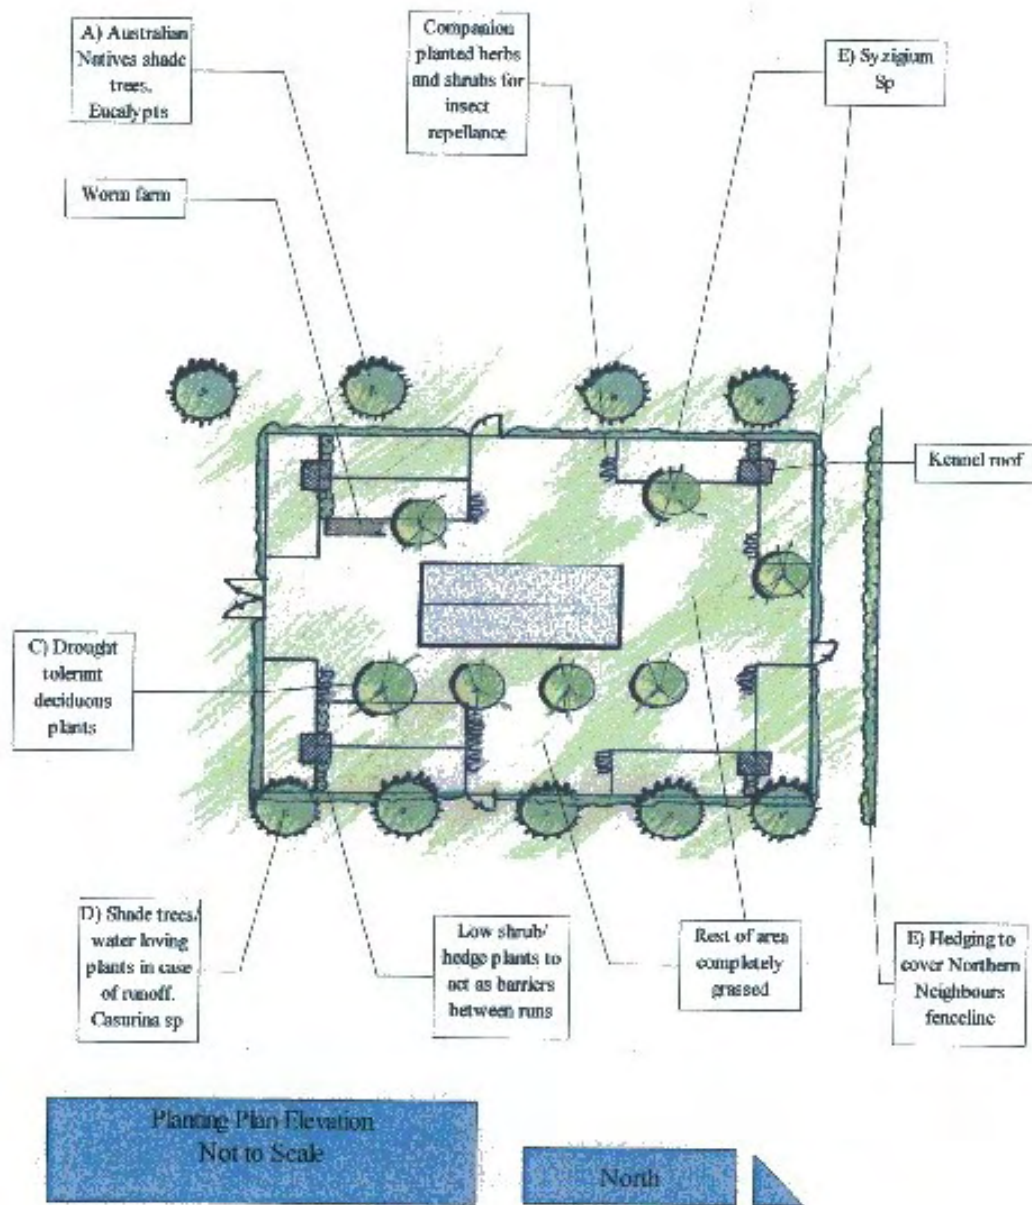 A) Australian
Natives shade
trees.
Eucalypts
Companion
planted herbs
and shrubs for
insect
repellance
E) Syzigium
Sp
Worm farm
Kennel roof
C) Drought
tolerant
deciduous
plants
D) Shade trees/
water loving
plants in case
of runoff.
Casurina sp
Low shrub/
hedge plants to
act as barriers
between runs
Rest of area
completely
grassed
E) Hedging to
cover Northern
Neighbours
fenceline
Planting Plan Elevation
Not to Scale
North